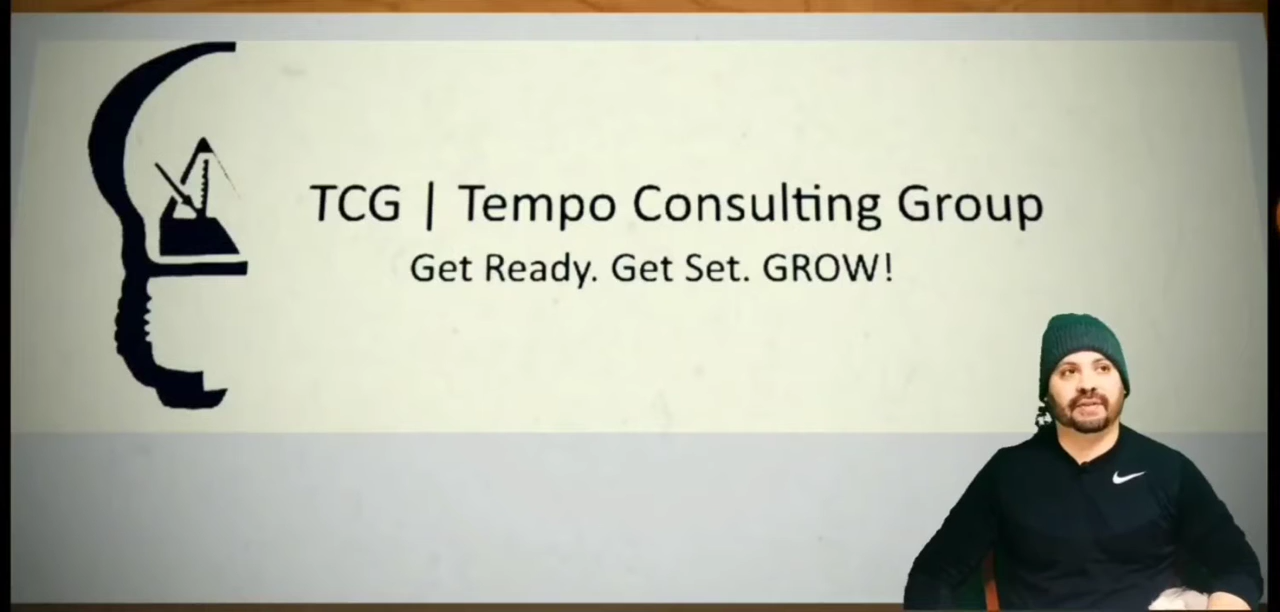 TCG | Tempo Consulting Group
Get Ready. Get Set. GROW!